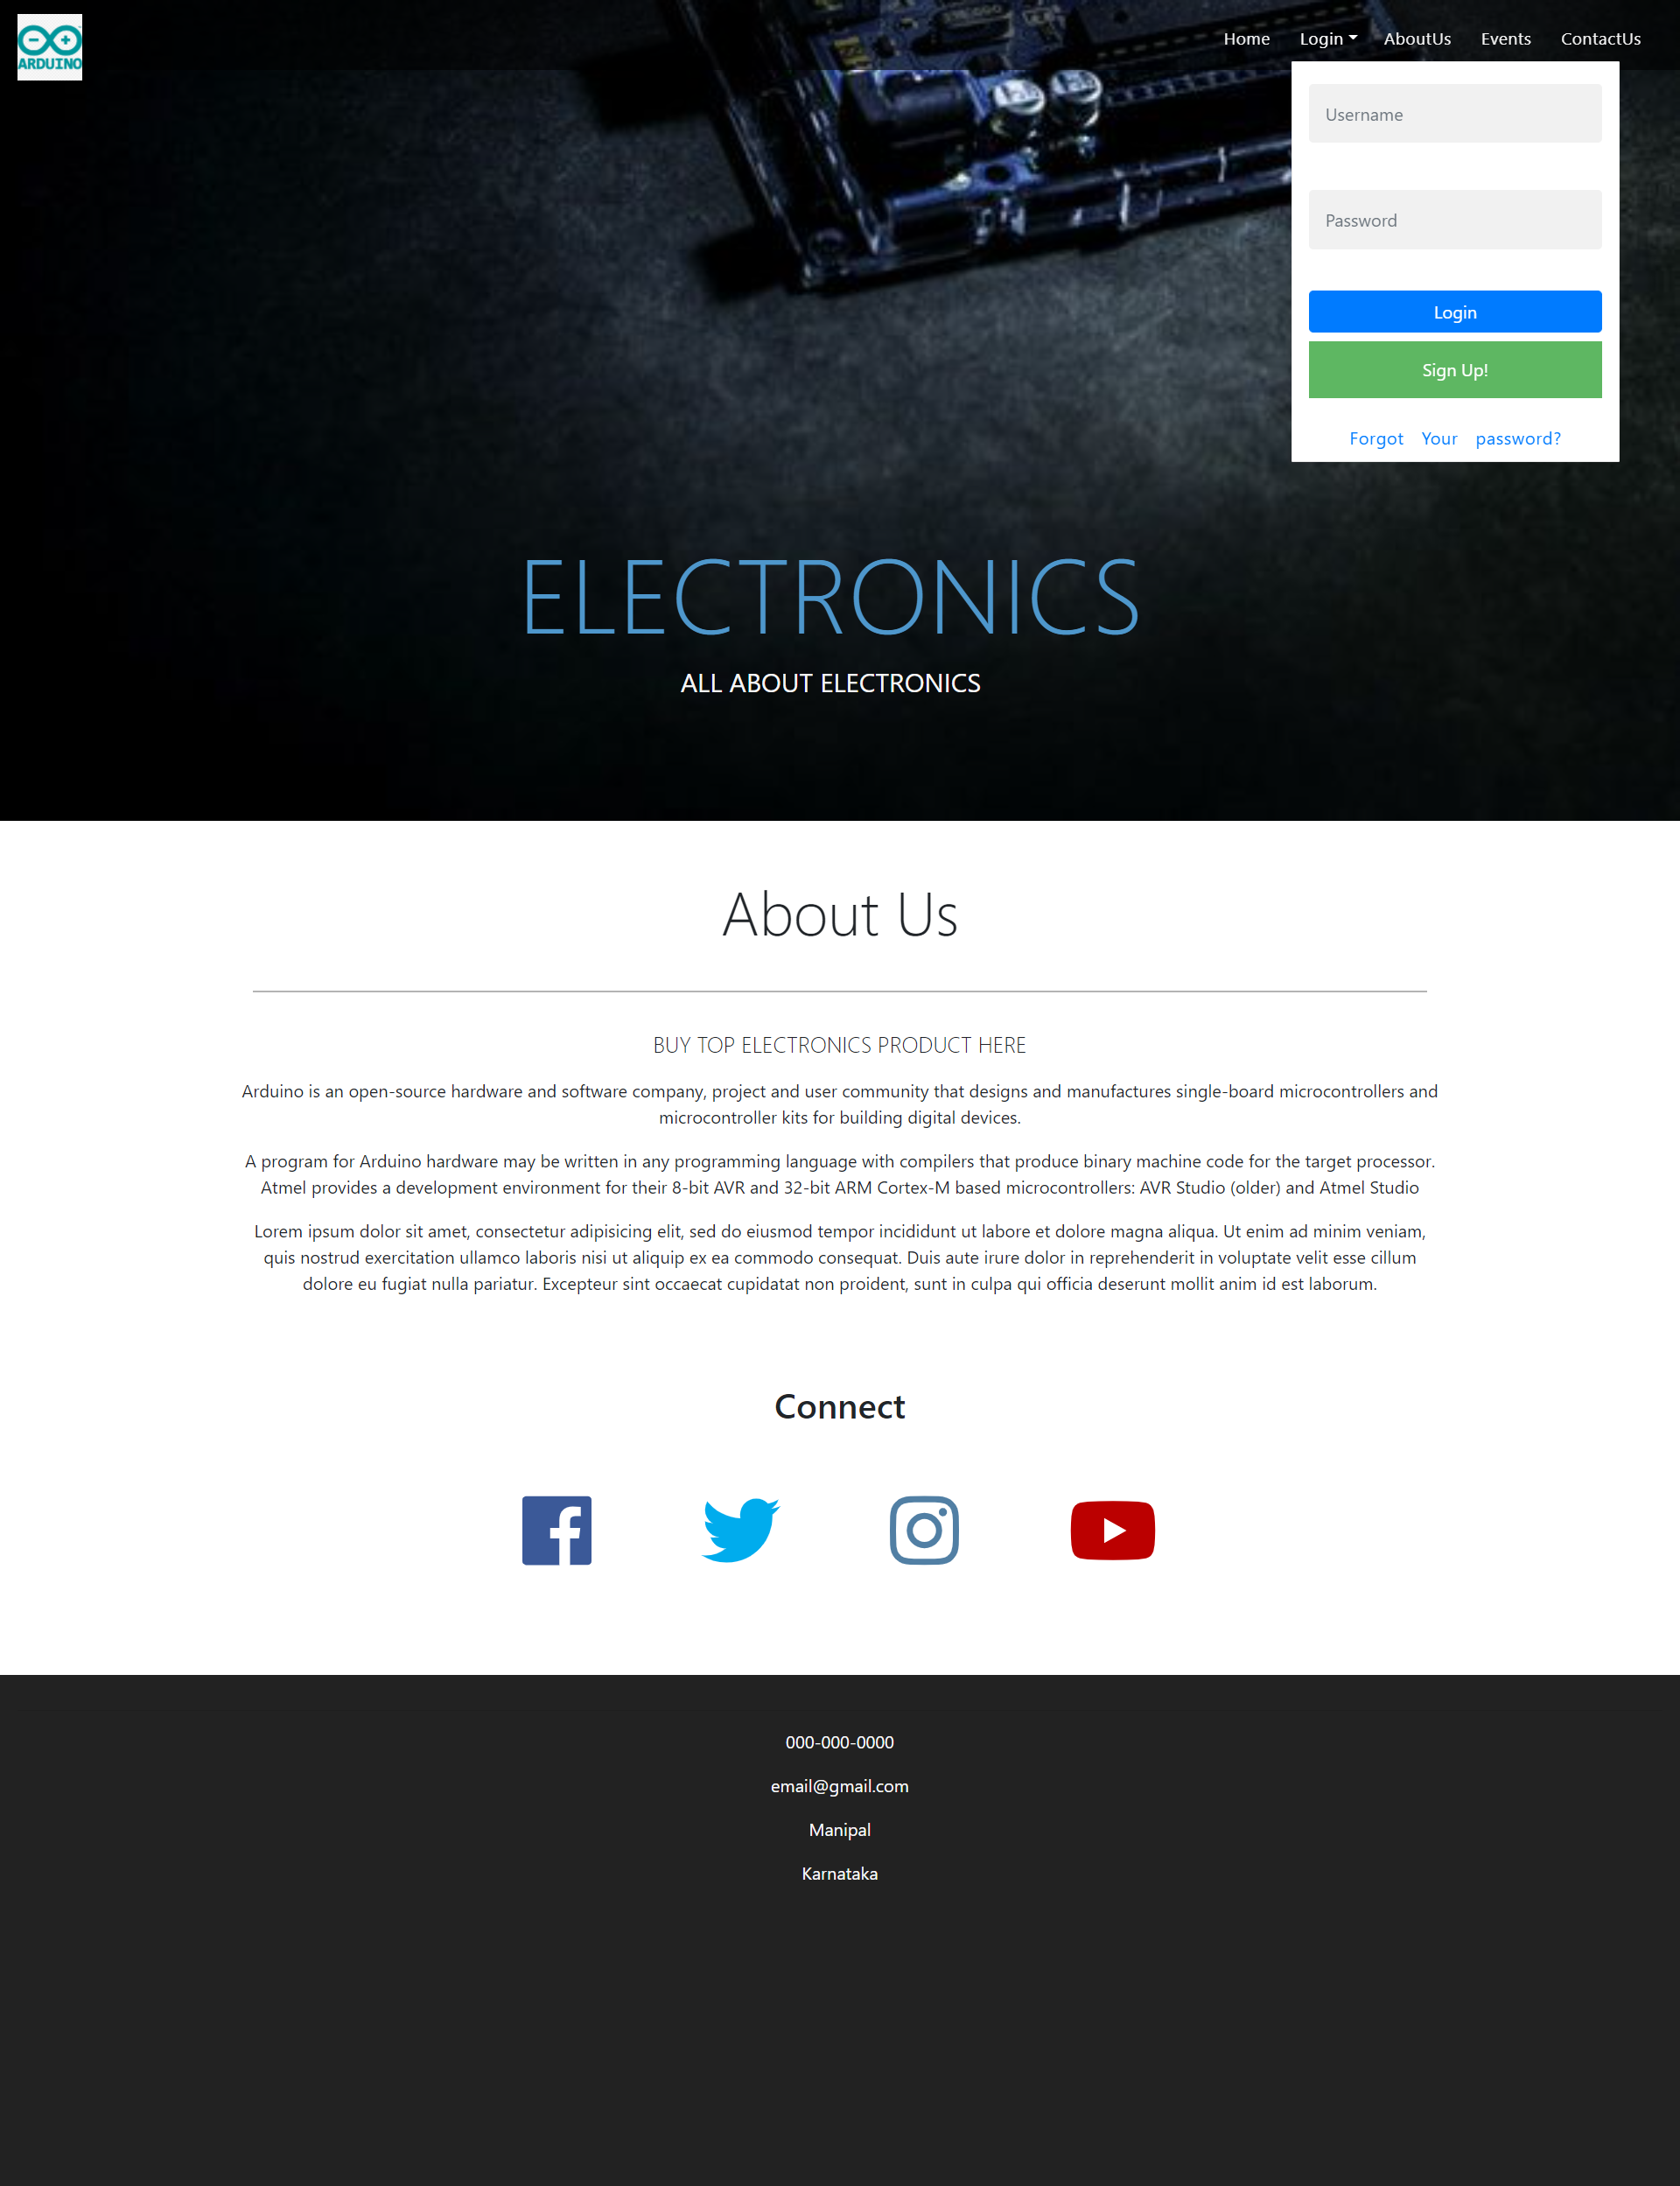 ARDUINO
Home Login AboutUs Events ContactUs
Username
Password
Login
Sign Up!
Forgot Your password?
ELECTRONICS
ALL ABOUT ELECTRONICS
About Us
BUY TOP ELECTRONICS PRODUCT HERE
Arduino is an open-source hardware and software company, project and user community that designs and manufactures single-board microcontrollers and
microcontroller kits for building digital devices.
A program for Arduino hardware may be written in any programming language with compilers that produce binary machine code for the target processor.
Atmel provides a development environment for their 8-bit AVR and 32-bit ARM Cortex-M based microcontrollers: AVR Studio (older) and Atmel Studio
Lorem ipsum dolor sit amet, consectetur adipisicing elit, sed do eiusmod tempor incididunt ut labore et dolore magna aliqua. Ut enim ad minim veniam,
quis nostrud exercitation ullamco laboris nisi ut aliquip ex ea commodo consequat. Duis aute irure dolor in reprehenderit in voluptate velit esse cillum
dolore eu fugiat nulla pariatur. Excepteur sint occaecat cupidatat non proident, sunt in culpa qui officia deserunt mollit anim id est laborum.
Connect
000-000-0000
email@gmail.com
Manipal
Karnataka